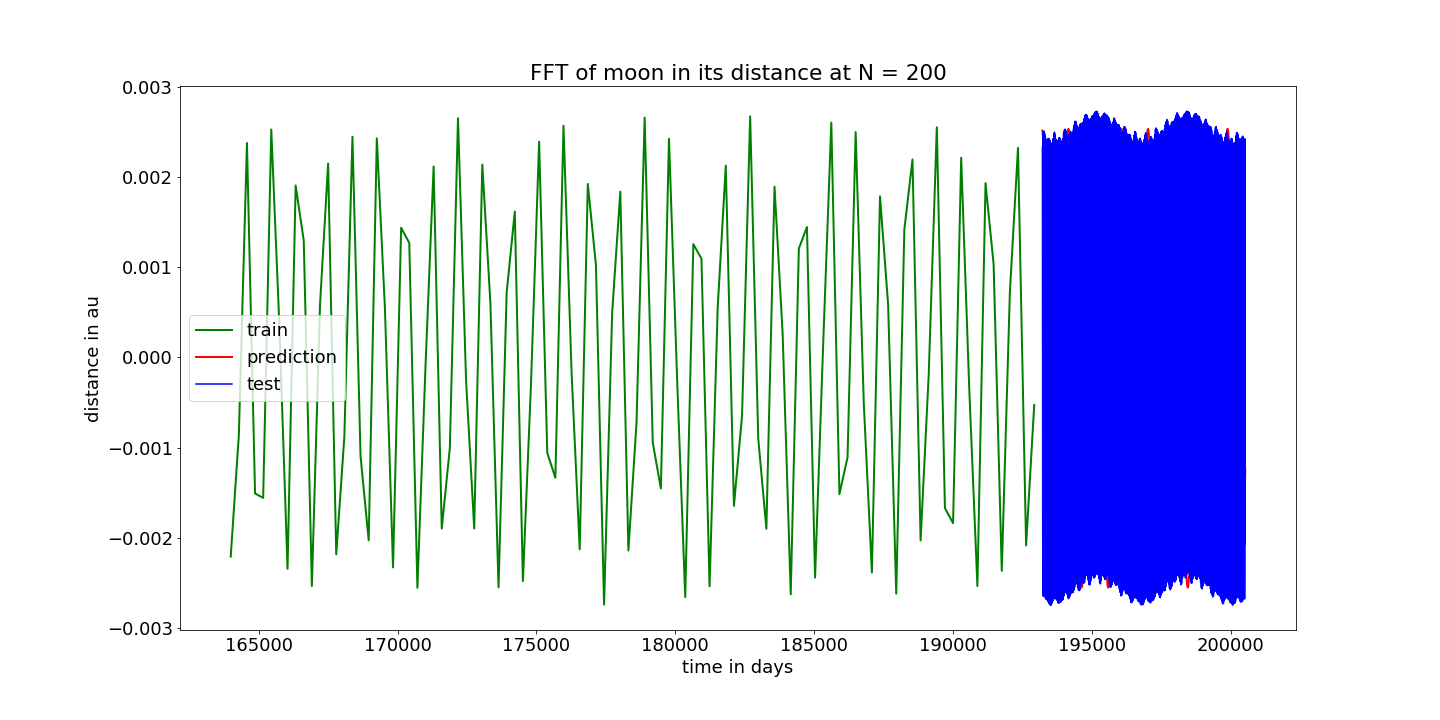 FFT of moon in its distance at N = 200
distance in au
0.003
0.002
0.001
0.000
−0.001
−0.002
−0.003
train
prediction
test
165000 170000 175000 180000 185000 190000 195000 200000
time in days